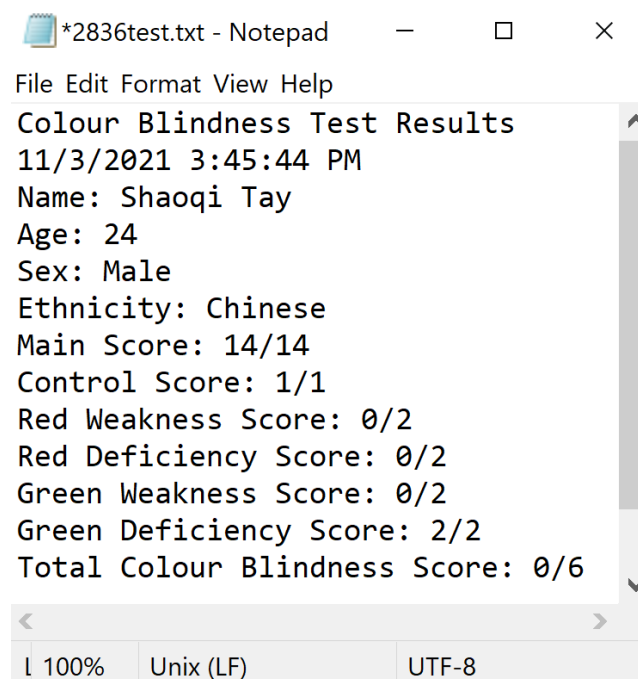 *2836test.txt - Notepad
File Edit Format View Help
Colour Blindness Test Results
11/3/2021 3:45:44 PM
Name: Shaoqi Tay
Age: 24
Sex: Male
Ethnicity: Chinese
Main Score: 14/14
Control Score: 1/1
Red Weakness Score: 0/2
Red Deficiency Score: 0/2
Green Weakness Score: 0/2
Green Deficiency Score: 2/2
Total Colour Blindness Score: 0/6
100% Unix (LF) UTF-8